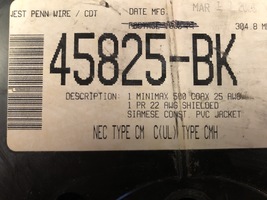 WEST PENN WIRE / CDT
DATE MFG.
MAR
304.8 M
45825-BK
DESCRIPTION: 1 MINIMAX 500 COAX 25 AWG
1 PR 22 AWG SHIELDED
SIAMESE CONST. PVC JACKET
NEC TYPE CM C(UL) TYPE CMH